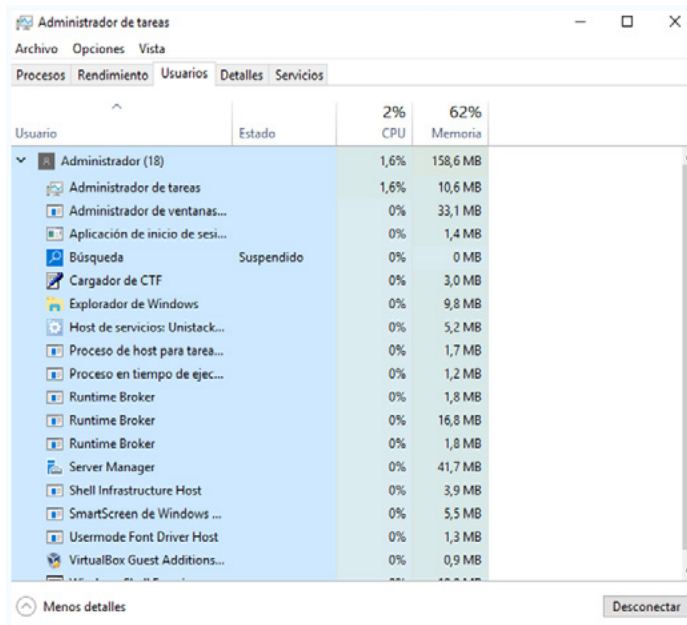 Administrador de tareas
Archivo Opciones Vista
Procesos Rendimiento Usuarios Detalles Servicios
2% 62%
Usuario Estado CPU Memoria
Administrador (18) 1,6% 158,6 MB
Administrador de tareas 1,6% 10,6 MB
Administrador de ventanas... 0% 33,1 MB
Aplicación de inicio de sesi... 0% 1,4 MB
Búsqueda Suspendido 0% 0 MB
Cargador de CTF 0% 3,0 MB
Explorador de Windows 0% 9,8 MB
Host de servicios: Unistack... 0% 5,2 MB
Proceso de host para tarea... 0% 1,7 MB
Proceso en tiempo de ejec... 0% 1,2 MB
Runtime Broker 0% 1,8 MB
Runtime Broker 0% 16,8 MB
Runtime Broker 0% 1,8 MB
Server Manager 0% 41,7 MB
Shell Infrastructure Host 0% 3,9 MB
SmartScreen de Windows ... 0% 5,5 MB
Usermode Font Driver Host 0% 1,3 MB
VirtualBox Guest Additions... 0% 0,9 MB
Menos detalles Desconectar